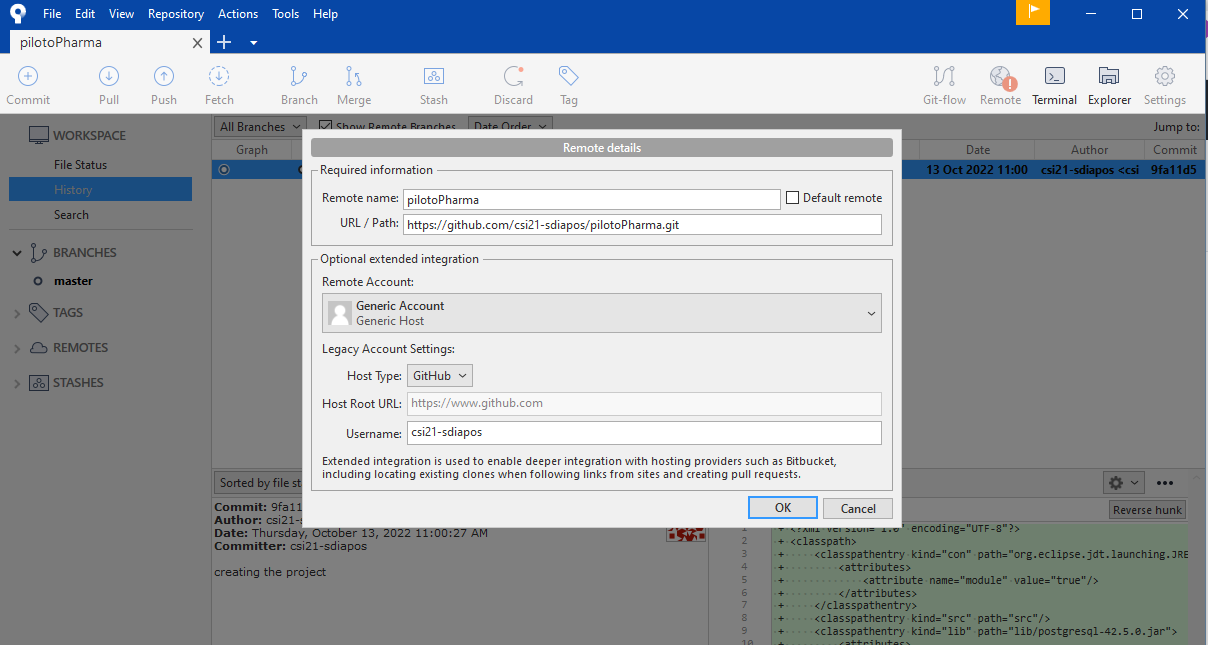 File Edit View Repository Actions Tools Help
pilotoPharma
Commit Pull Push Fetch Branch Merge Stash Discard Tag Git-flow Remote Terminal Explorer Settings
WORKSPACE
File Status
History
Search
BRANCHES
master
TAGS
REMOTES
STASHES
All Branches Show Remote Branches Date Order Jump to:
Graph Date Author Commit
13 Oct 2022 11:00 csi21-sdiapos <csi 9fa11d5
Remote details
Required information
Remote name: pilotoPharma Default remote
URL / Path: https://github.com/csi21-sdiapos/pilotoPharma.git
Optional extended integration
Remote Account:
Generic Account
Generic Host
Legacy Account Settings:
Host Type: GitHub
Host Root URL: https://www.github.com
Username: csi21-sdiapos
Extended integration is used to enable deeper integration with hosting providers such as Bitbucket,
including locating existing clones when following links from sites and creating pull requests.
OK Cancel
Sorted by file st
Commit: 9fa11
Author: csi21-s
Date: Thursday, October 13, 2022 11:00:27 AM
Committer: csi21-sdiapos
creating the project
Reverse hunk
1 + <?xml version="1.0" encoding="UTF-8"?>
2 + <classpath>
3 + <classpathentry kind="con" path="org.eclipse.jdt.launching.JRE
4 + <attributes>
5 + <attribute name="module" value="true"/>
6 + </attributes>
7 + </classpathentry>
8 + <classpathentry kind="src" path="src"/>
9 + <classpathentry kind="lib" path="lib/postgresql-42.5.0.jar">
10 + <attributes>